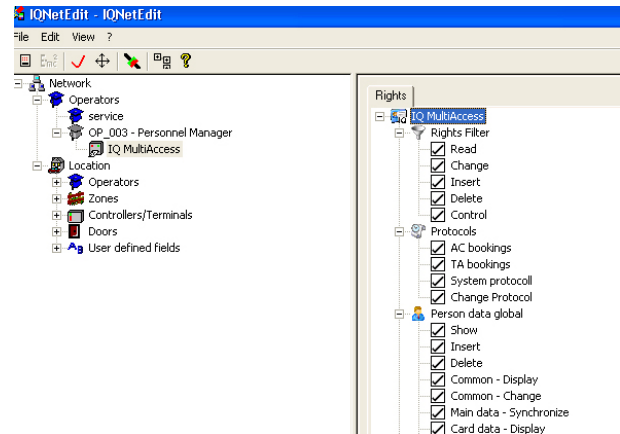 IQNetEdit - IQNetEdit
File Edit View ?
Network
Operators
service
OP_003 - Personnel Manager
IQ MultiAccess
Location
Operators
Zones
Controllers/Terminals
Doors
User defined fields
Rights
IQ MultiAccess
Rights Filter
Read
Change
Insert
Delete
Control
Protocols
AC bookings
TA bookings
System protocoll
Change Protocol
Person data global
Show
Insert
Delete
Common - Display
Common - Change
Main data - Synchronize
Card data - Display